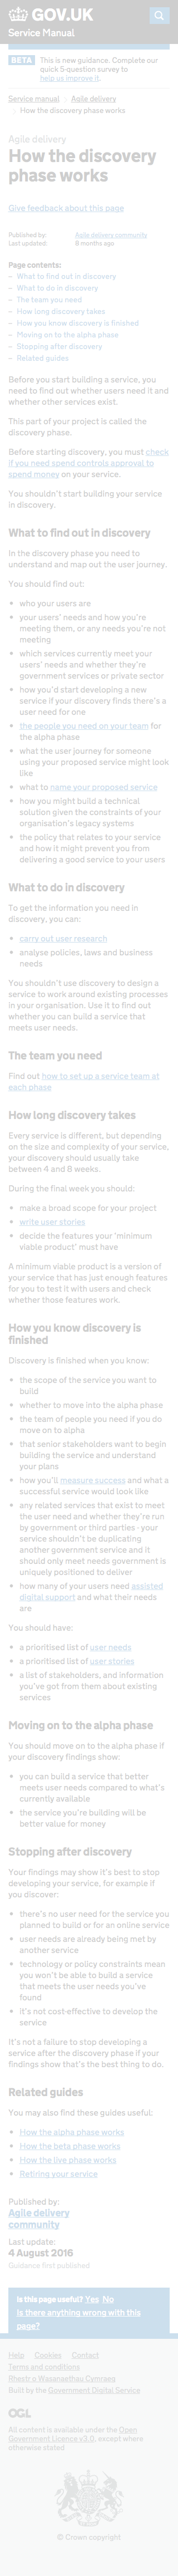 GOV.UK
Service Manual
BETA This is new guidance. Complete our
quick 5-question survey to
help us improve it.
Service manual
Agile delivery
How the discovery phase works
Agile delivery
How the discovery
phase works
Give feedback about this page
Published by: Agile delivery community
Last updated: 8 months ago
Page contents:
– What to find out in discovery
– What to do in discovery
– The team you need
– How long discovery takes
– How you know discovery is finished
– Moving on to the alpha phase
– Stopping after discovery
– Related guides
Before you start building a service, you
need to find out whether users need it and
whether other services exist.
This part of your project is called the
discovery phase.
Before starting discovery, you must check
if you need spend controls approval to
spend money on your service.
You shouldn't start building your service
in discovery.
What to find out in discovery
In the discovery phase you need to
understand and map out the user journey.
You should find out:
• who your users are
• your users' needs and how you're
meeting them, or any needs you're not
meeting
• which services currently meet your
users' needs and whether they're
government services or private sector
• how you'd start developing a new
service if your discovery finds there's a
user need for one
• the people you need on your team for
the alpha phase
• what the user journey for someone
using your proposed service might look
like
• what to name your proposed service
• how you might build a technical
solution given the constraints of your
organisation's legacy systems
• the policy that relates to your service
and how it might prevent you from
delivering a good service to your users
What to do in discovery
To get the information you need in
discovery, you can:
• carry out user research
• analyse policies, laws and business
needs
You shouldn't use discovery to design a
service to work around existing processes
in your organisation. Use it to find out
whether you can build a service that
meets user needs.
The team you need
Find out how to set up a service team at
each phase
How long discovery takes
Every service is different, but depending
on the size and complexity of your service,
your discovery should usually take
between 4 and 8 weeks.
During the final week you should:
• make a broad scope for your project
• write user stories
• decide the features your 'minimum
viable product' must have
A minimum viable product is a version of
your service that has just enough features
for you to test it with users and check
whether those features work.
How you know discovery is
finished
Discovery is finished when you know:
• the scope of the service you want to
build
• whether to move into the alpha phase
• the team of people you need if you do
move on to alpha
• that senior stakeholders want to begin
building the service and understand
your plans
• how you'll measure success and what a
successful service would look like
• any related services that exist to meet
the user need and whether they're run
by government or third parties - your
service shouldn't be duplicating
another government service and it
should only meet needs government is
uniquely positioned to deliver
• how many of your users need assisted
digital support and what their needs
are
You should have:
• a prioritised list of user needs
• a prioritised list of user stories
• a list of stakeholders, and information
you've got from them about existing
services
Moving on to the alpha phase
You should move on to the alpha phase if
your discovery findings show:
• you can build a service that better
meets user needs compared to what's
currently available
• the service you're building will be
better value for money
Stopping after discovery
Your findings may show it's best to stop
developing your service, for example if
you discover:
• there's no user need for the service you
planned to build or for an online service
• user needs are already being met by
another service
• technology or policy constraints mean
you won't be able to build a service
that meets the user needs you've
found
• it's not cost-effective to develop the
service
It's not a failure to stop developing a
service after the discovery phase if your
findings show that's the best thing to do.
Related guides
You may also find these guides useful:
• How the alpha phase works
• How the beta phase works
• How the live phase works
• Retiring your service
Published by:
Agile delivery
community
Last update:
4 August 2016
Guidance first published
Is this page useful? Yes No
Is there anything wrong with this
page?
Help Cookies Contact
Terms and conditions
Rhestr o Wasanaethau Cymraeg
Built by the Government Digital Service
OGL
All content is available under the Open
Government Licence v3.0, except where
otherwise stated
© Crown copyright